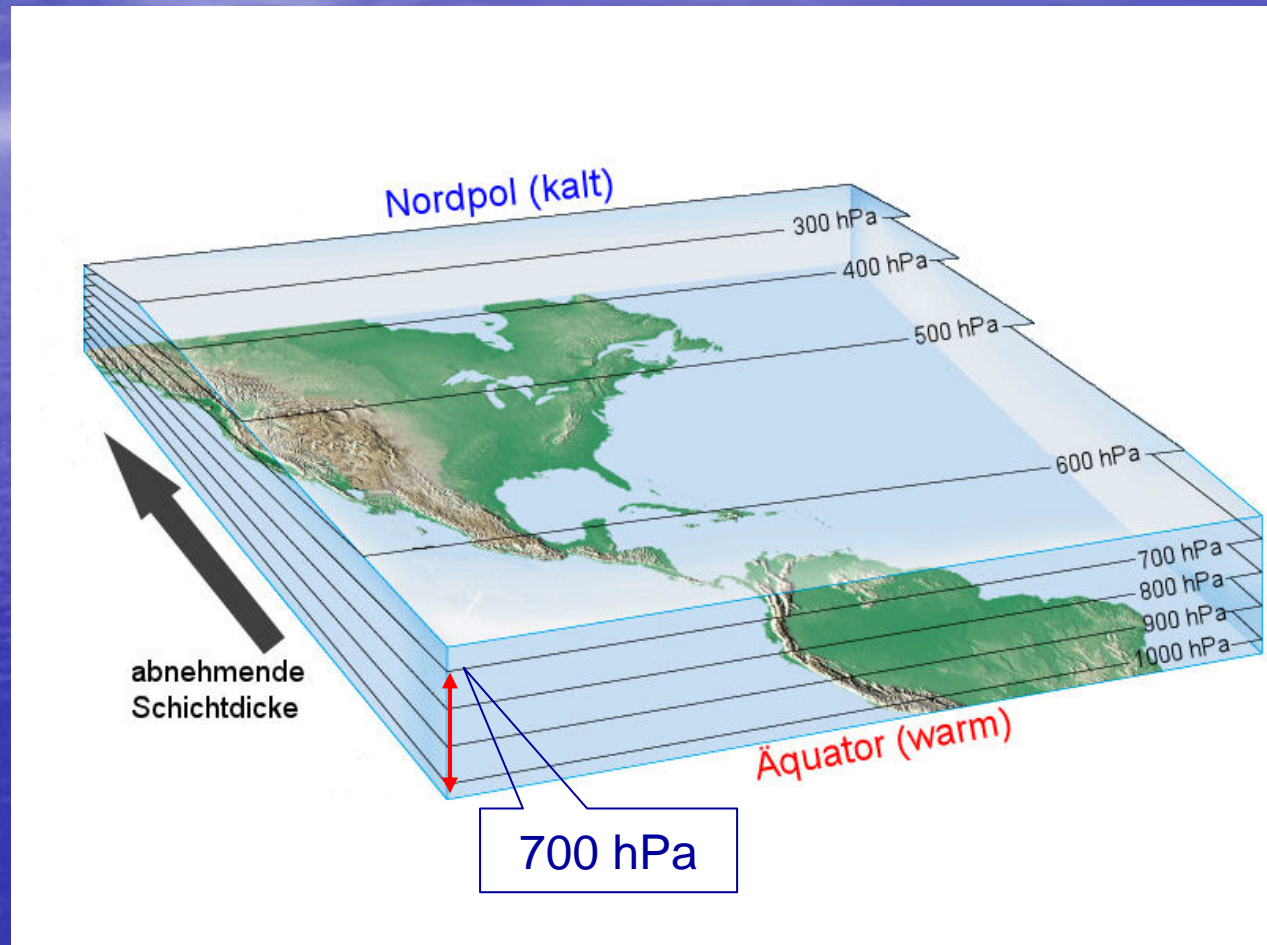 Nordpol (kalt)
300 hPa
400 hPa
500 hPa
600 hPa
700 hPa
800 hPa
900 hPa
1000 hPa
abnehmende
Schichtdicke
Äquator (warm)
700 hPa